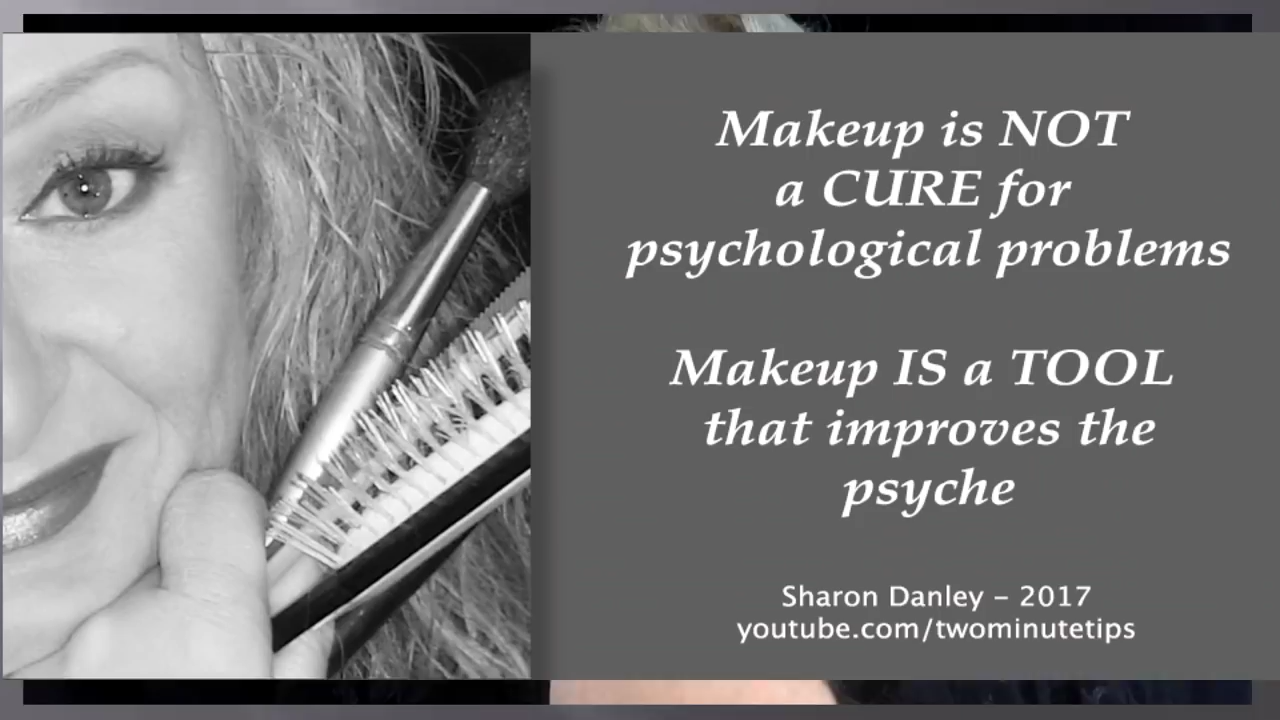 Makeup is NOT
a CURE for
psychological problems
Makeup IS a TOOL
that improves the
psyche
Sharon Danley – 2017
youtube.com/twominutetips